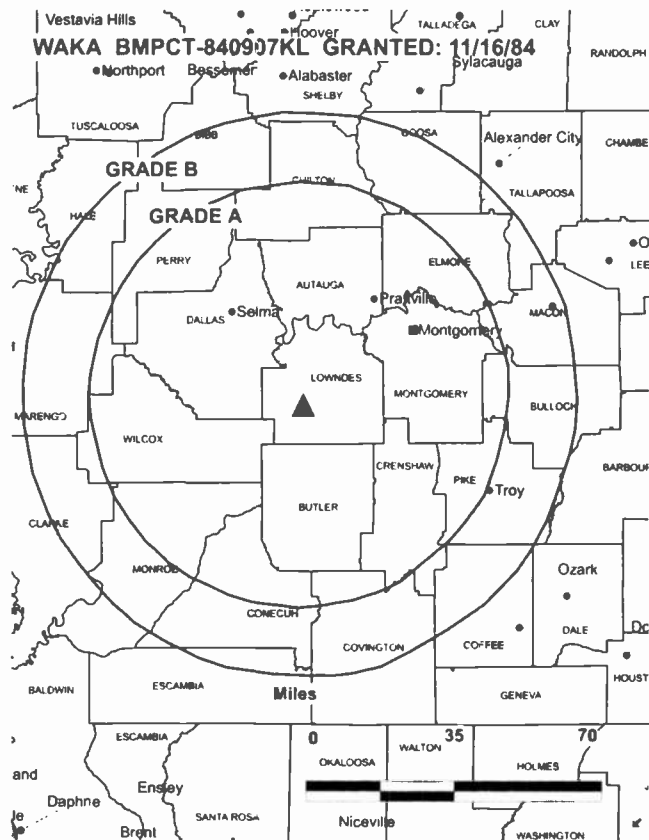 Vestavia Hills
Hoover
TALLADEGA
CLAY
WAKA BMPCT-840907KL GRANTED: 11/16/84
RANDOLPH
Northport
Bessemer
Alabaster
Sylacauga
SHELBY
TUSCALOOSA
BIBB
COOSA
Alexander City
CHAMBE
GRADE B
CHILTON
TALLAPOOSA
NE
HALE
GRADE A
O
LEE
PERRY
ELMORE
AUTAUGA
Prattville
MACON
DALLAS
Selma
Montgomery
LOWNDES
MONTGOMERY
BULLOCK
MARENGO
WILCOX
CRENSHAW
PIKE
BARBOUR
Troy
BUTLER
CLARKE
MONROE
Ozark
CONECUH
COVINGTON
COFFEE
DALE
Do
HOUST
BALDWIN
ESCAMBIA
Miles
GENEVA
ESCAMBIA
0 35 70
WALTON
OKALOOSA
HOLMES
and
Ensley
Daphne
le
SANTA ROSA
Niceville
Brent
WASHINGTON